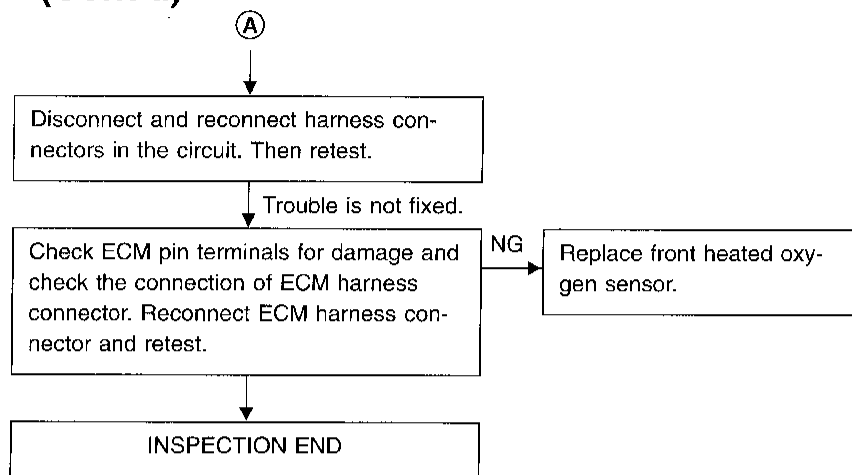 A
Disconnect and reconnect harness con-
nectors in the circuit. Then retest.
Trouble is not fixed.
Check ECM pin terminals for damage and
check the connection of ECM harness
connector. Reconnect ECM harness con-
nector and retest.
NG
Replace front heated oxy-
gen sensor.
INSPECTION END